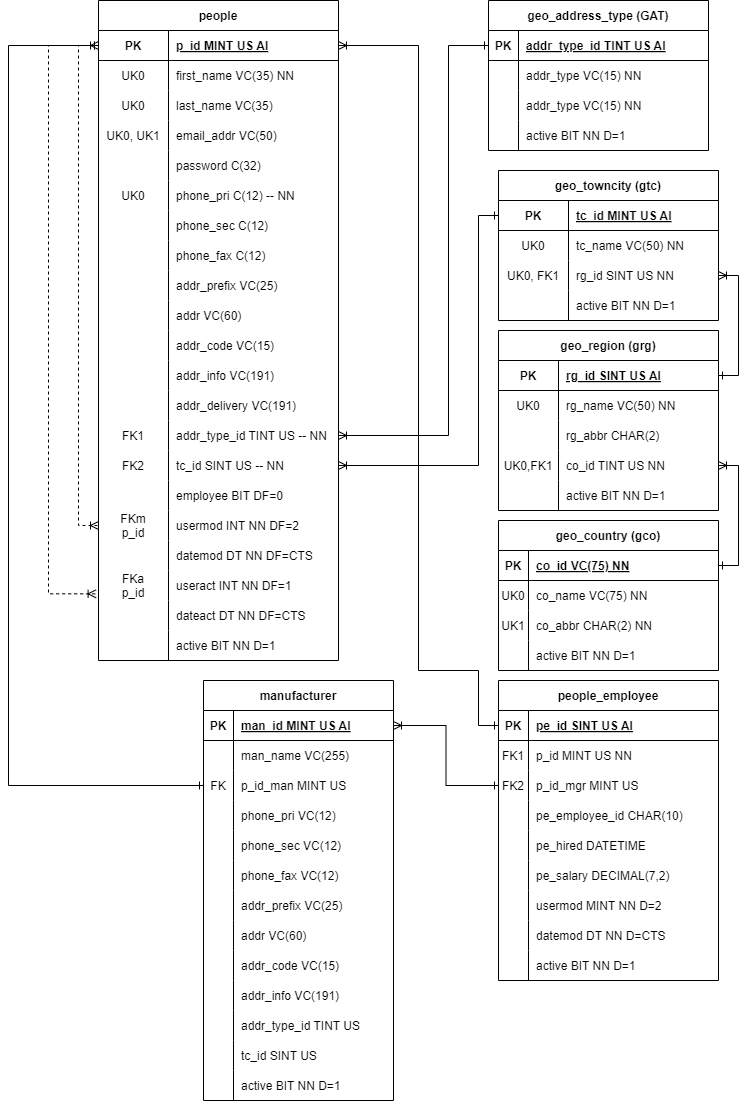 people
PK p_id MINT US AI
UK0 first_name VC(35) NN
UK0 last_name VC(35)
UK0, UK1 email_addr VC(50)
password C(32)
UK0 phone_pri C(12) -- NN
phone_sec C(12)
phone_fax C(12)
addr_prefix VC(25)
addr VC(60)
addr_code VC(15)
addr_info VC(191)
addr_delivery VC(191)
FK1 addr_type_id TINT US -- NN
FK2 tc_id SINT US -- NN
employee BIT DF=0
FKm
p_id usermod INT NN DF=2
datemod DT NN DF=CTS
FKa
p_id useract INT NN DF=1
dateact DT NN DF=CTS
active BIT NN D=1
geo_address_type (GAT)
PK addr_type_id TINT US AI
addr_type VC(15) NN
addr_type VC(15) NN
active BIT NN D=1
geo_towncity (gtc)
PK tc_id MINT US AI
UK0 tc_name VC(50) NN
UK0, FK1 rg_id SINT US NN
active BIT NN D=1
geo_region (grg)
PK rg_id SINT US AI
UK0 rg_name VC(50) NN
rg_abbr CHAR(2)
UK0,FK1 co_id TINT US NN
active BIT NN D=1
geo_country (gco)
PK co_id VC(75) NN
UK0 co_name VC(75) NN
UK1 co_abbr CHAR(2) NN
active BIT NN D=1
manufacturer
PK man_id MINT US AI
man_name VC(255)
FK p_id_man MINT US
phone_pri VC(12)
phone_sec VC(12)
phone_fax VC(12)
addr_prefix VC(25)
addr VC(60)
addr_code VC(15)
addr_info VC(191)
addr_type_id TINT US
tc_id SINT US
active BIT NN D=1
people_employee
PK pe_id SINT US AI
FK1 p_id MINT US NN
FK2 p_id_mgr MINT US
pe_employee_id CHAR(10)
pe_hired DATETIME
pe_salary DECIMAL(7,2)
usermod MINT NN D=2
datemod DT NN D=CTS
active BIT NN D=1